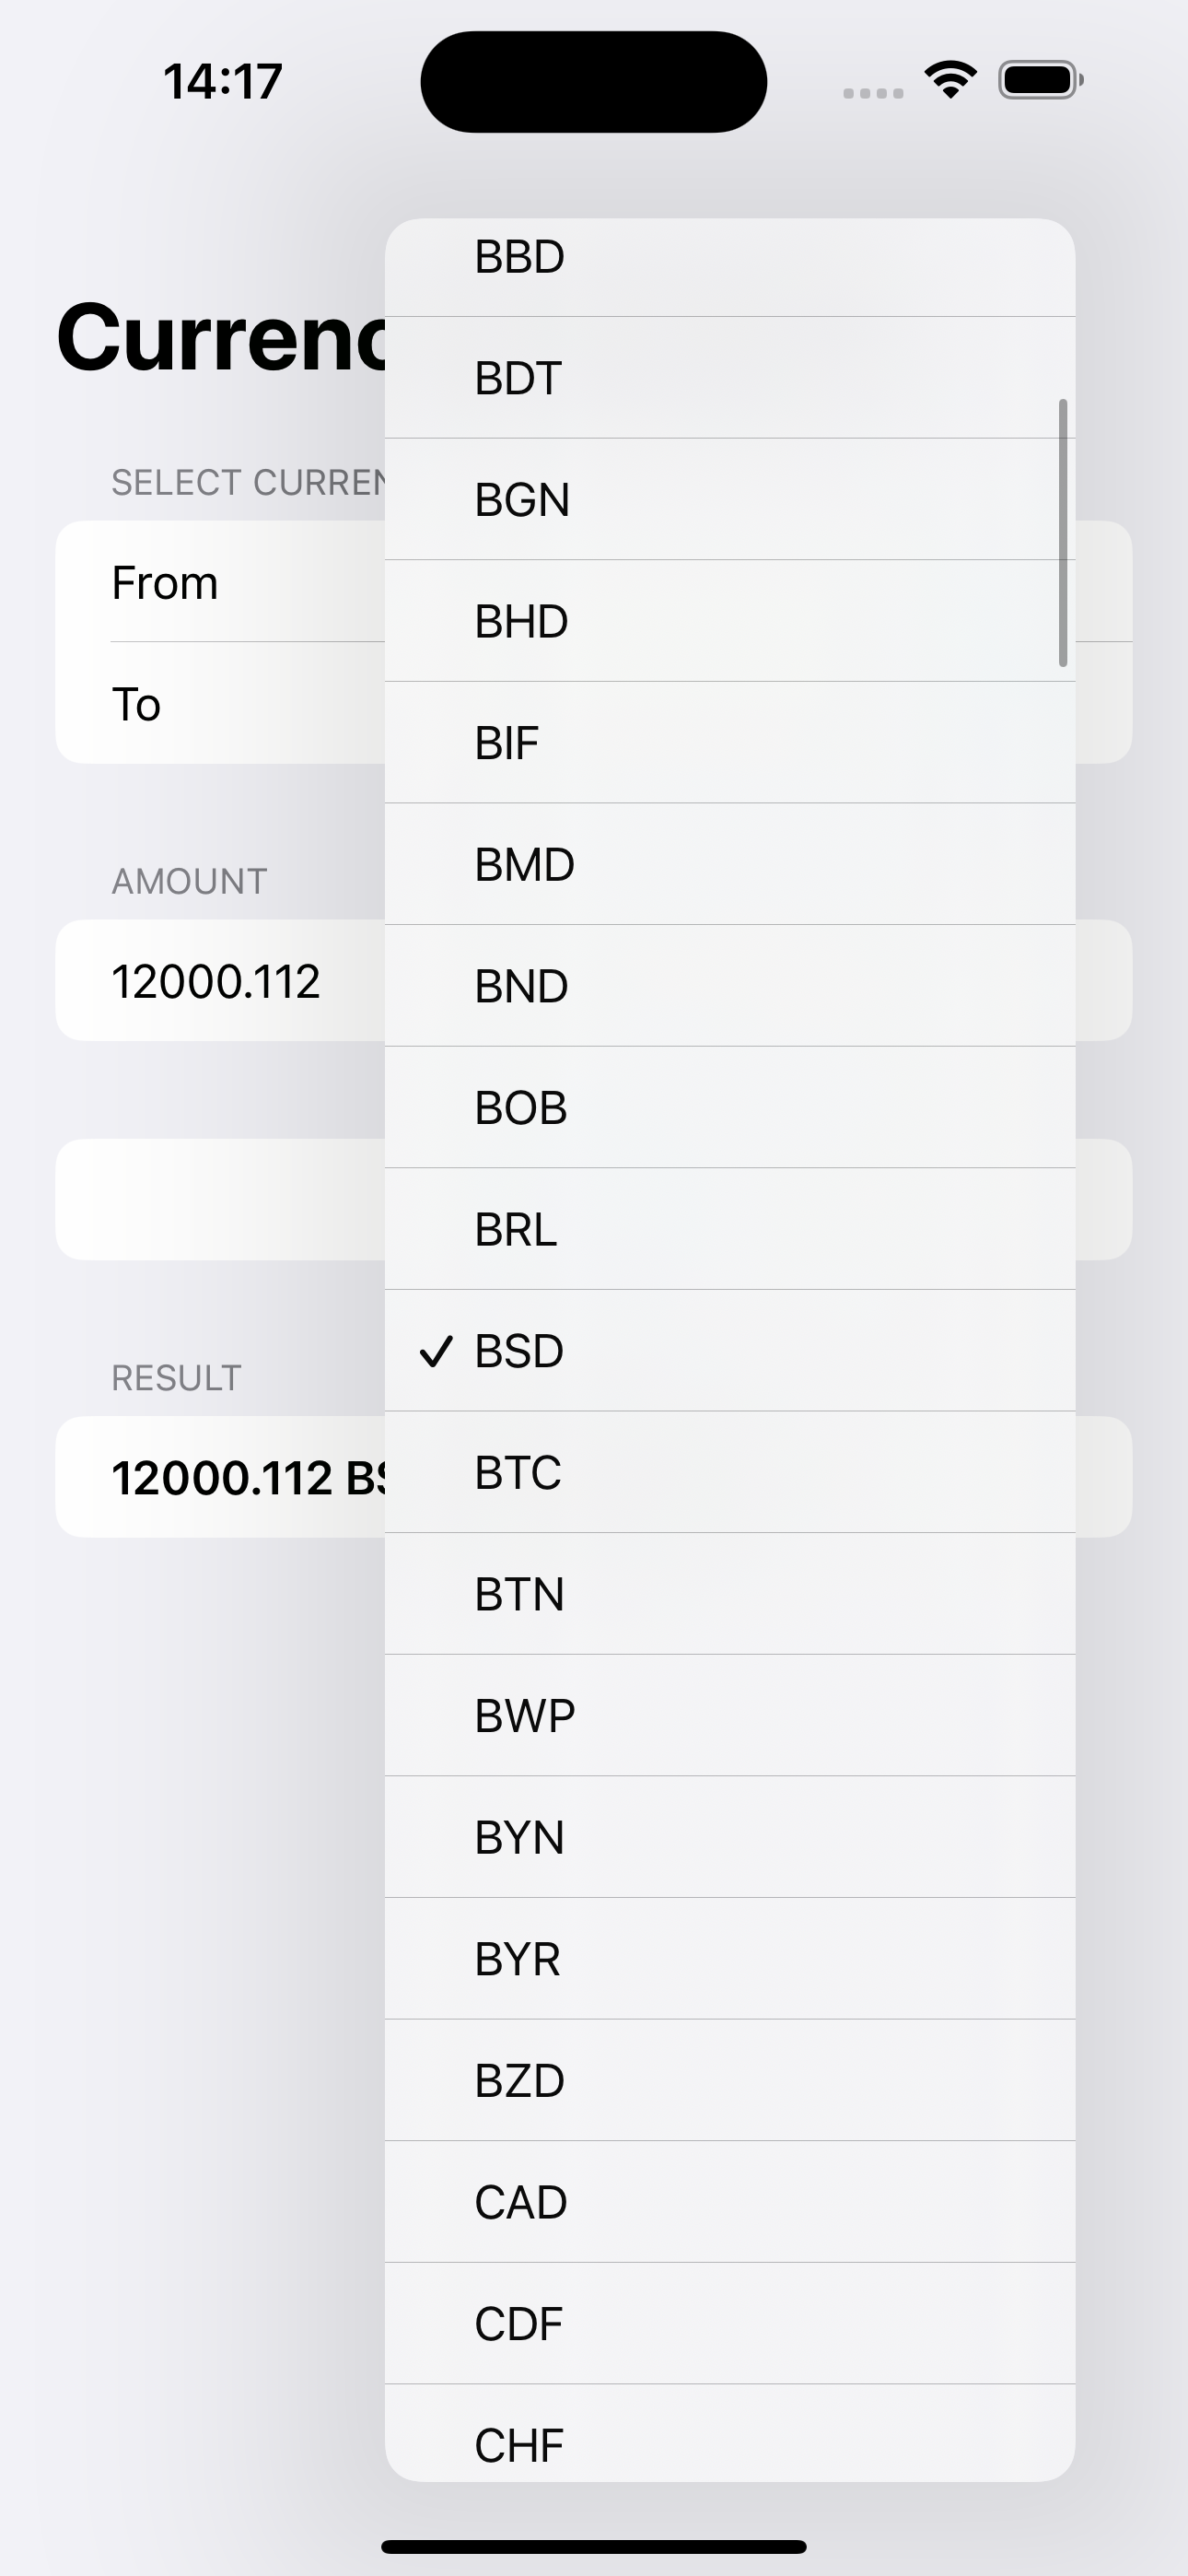 14:17
Currenc
SELECT CURREN
From
To
AMOUNT
12000.112
RESULT
12000.112 BS
BBD
BDT
BGN
BHD
BIF
BMD
BND
BOB
BRL
BSD
BTC
BTN
BWP
BYN
BYR
BZD
CAD
CDF
CHF